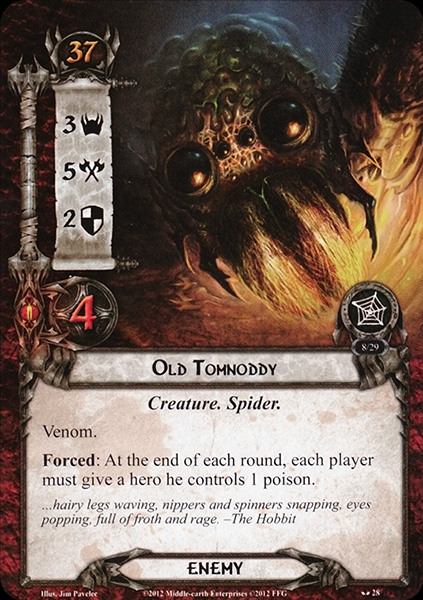 37
3
5
2
4
8/29
OLD TOMNODDY
Creature. Spider.
Venom.
Forced: At the end of each round, each player
must give a hero he controls 1 poison.
...hairy legs waving, nippers and spinners snapping, eyes
popping, full of froth and rage. –The Hobbit
ENEMY
Illus. Jim Pavelec
©2012 Middle-earth Enterprises ©2012 FFG
28